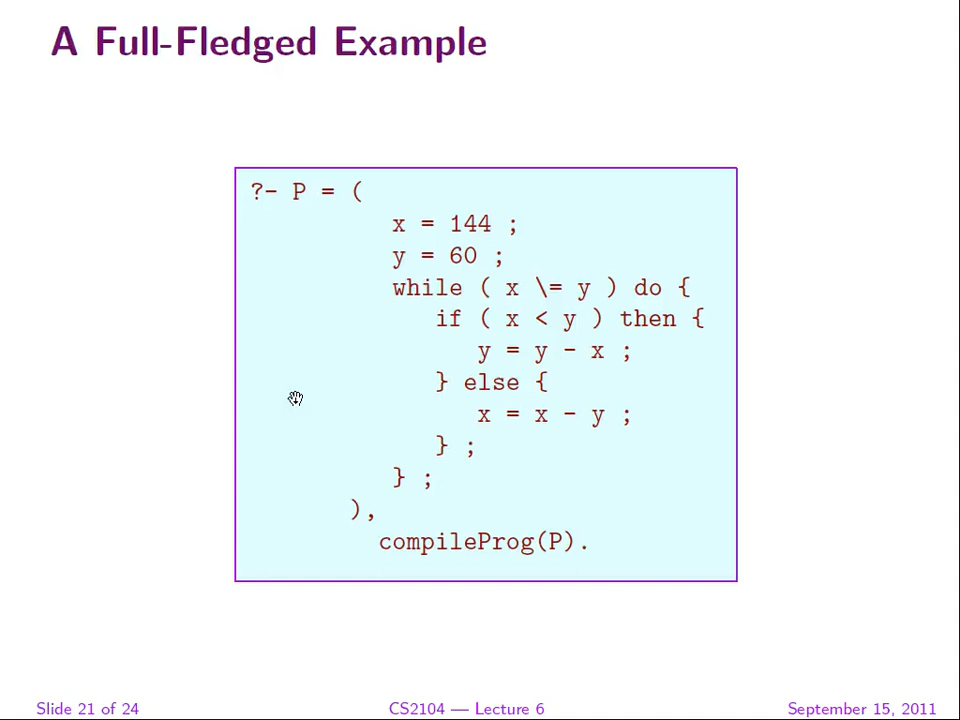 A Full-Fledged Example
?- P = (
x = 144 ;
y = 60 ;
while ( x \= y ) do {
if ( x < y ) then {
y = y - x ;
} else {
x = x - y ;
} ;
} ;
),
compileProg(P).
Slide 21 of 24
CS2104 — Lecture 6
September 15, 2011